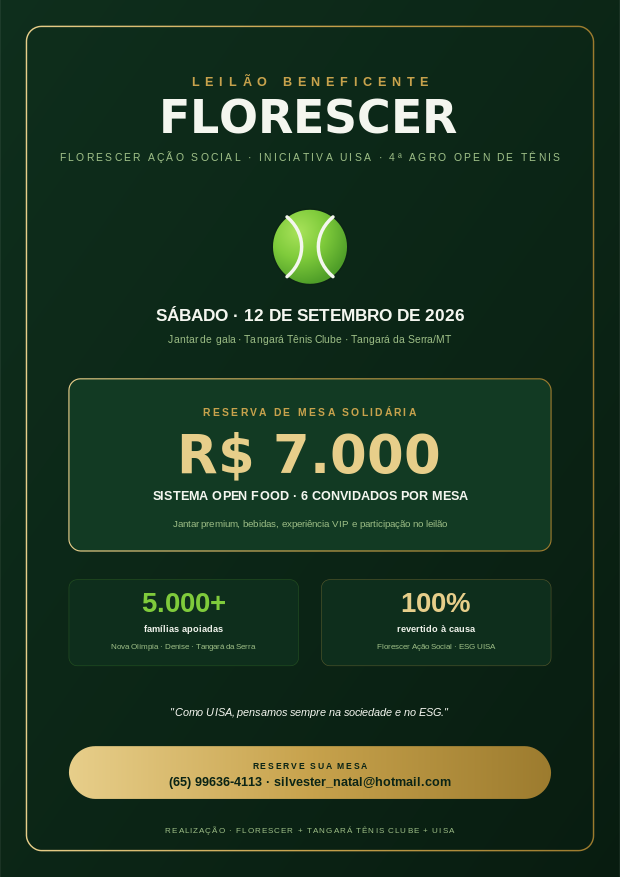 LEILÃO BENEFICENTE
FLORESCER
FLORESCER AÇÃO SOCIAL · INICIATIVA UISA · 4ª AGRO OPEN DE TÊNIS
SÁBADO · 12 DE SETEMBRO DE 2026
Jantar de gala · Tangará Tênis Clube · Tangará da Serra/MT
RESERVA DE MESA SOLIDÁRIA
R$ 7.000
SISTEMA OPEN FOOD · 6 CONVIDADOS POR MESA
Jantar premium, bebidas, experiência VIP e participação no leilão
5.000+
famílias apoiadas
Nova Olímpia · Denise · Tangará da Serra
100%
revertido à causa
Florescer Ação Social · ESG UISA
"Como UISA, pensamos sempre na sociedade e no ESG."
RESERVE SUA MESA
(65) 99636-4113 · silvester_natal@hotmail.com
REALIZAÇÃO · FLORESCER + TANGARÁ TÊNIS CLUBE + UISA